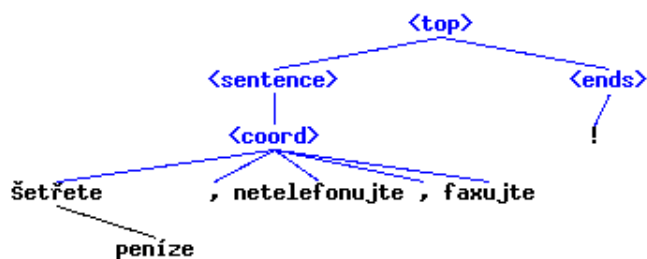 <top>
<sentence> <ends>
<coord> !
Šetřete , netelefonujte , faxujte
peníze